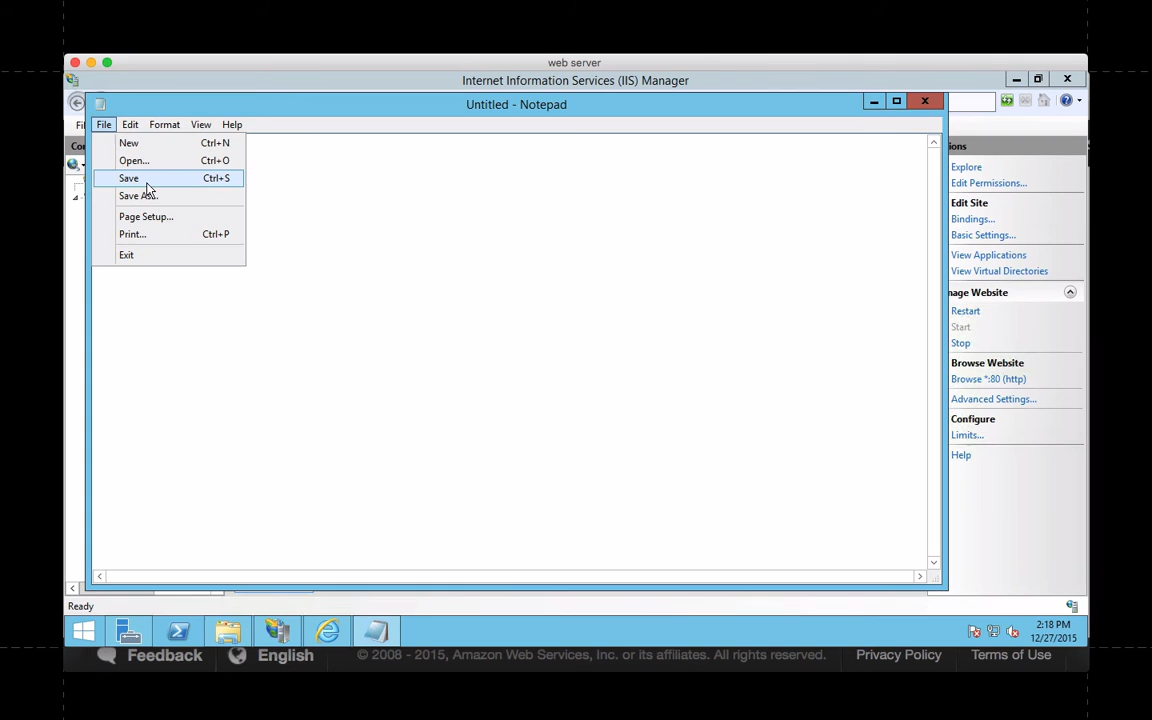 web server
Internet Information Services (IIS) Manager
Untitled - Notepad
File Edit Format View Help
New Ctrl+N
Open... Ctrl+O
Save Ctrl+S
Page Setup...
Print... Ctrl+P
Exit
Explore
Edit Permissions...
Edit Site
Bindings...
Basic Settings...
View Applications
View Virtual Directories
Website
Restart
Start
Stop
Browse Website
Browse *:80 (http)
Advanced Settings...
Configure
Limits...
Help
Ready
2:18 PM
12/27/2015
Feedback English © 2008 - 2015, Amazon Web Services, Inc. or its affiliates. All rights reserved. Privacy Policy Terms of Use